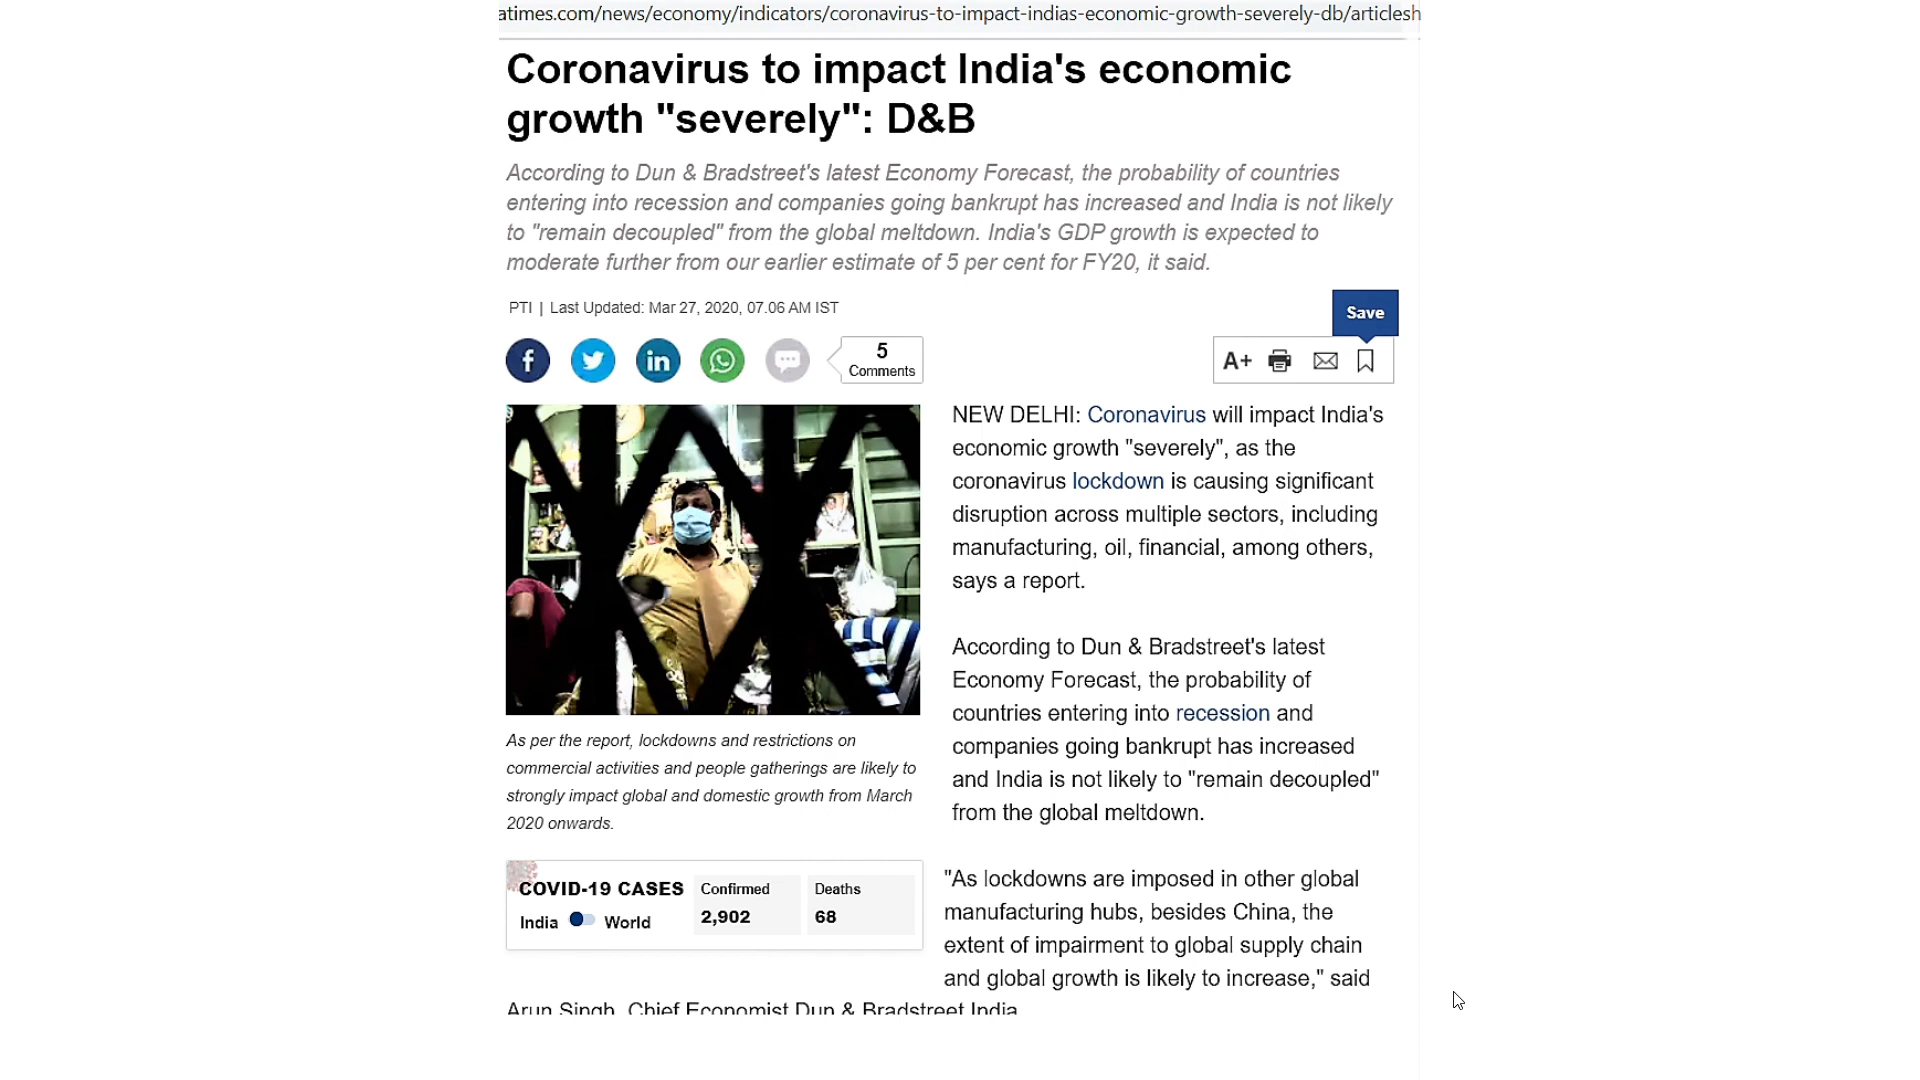 atimes.com/news/economy/indicators/coronavirus-to-impact-indias-economic-growth-severely-db/articlesh
Coronavirus to impact India's economic
growth "severely": D&B
According to Dun & Bradstreet's latest Economy Forecast, the probability of countries
entering into recession and companies going bankrupt has increased and India is not likely
to "remain decoupled" from the global meltdown. India's GDP growth is expected to
moderate further from our earlier estimate of 5 per cent for FY20, it said.
PTI | Last Updated: Mar 27, 2020, 07.06 AM IST
Save
5
Comments
A+
NEW DELHI: Coronavirus will impact India's
economic growth "severely", as the
coronavirus lockdown is causing significant
disruption across multiple sectors, including
manufacturing, oil, financial, among others,
says a report.
According to Dun & Bradstreet's latest
Economy Forecast, the probability of
countries entering into recession and
companies going bankrupt has increased
and India is not likely to "remain decoupled"
from the global meltdown.
As per the report, lockdowns and restrictions on
commercial activities and people gatherings are likely to
strongly impact global and domestic growth from March
2020 onwards.
COVID-19 CASES
India World
Confirmed
2,902
Deaths
68
"As lockdowns are imposed in other global
manufacturing hubs, besides China, the
extent of impairment to global supply chain
and global growth is likely to increase," said
Arun Singh, Chief Economist Dun & Bradstreet India